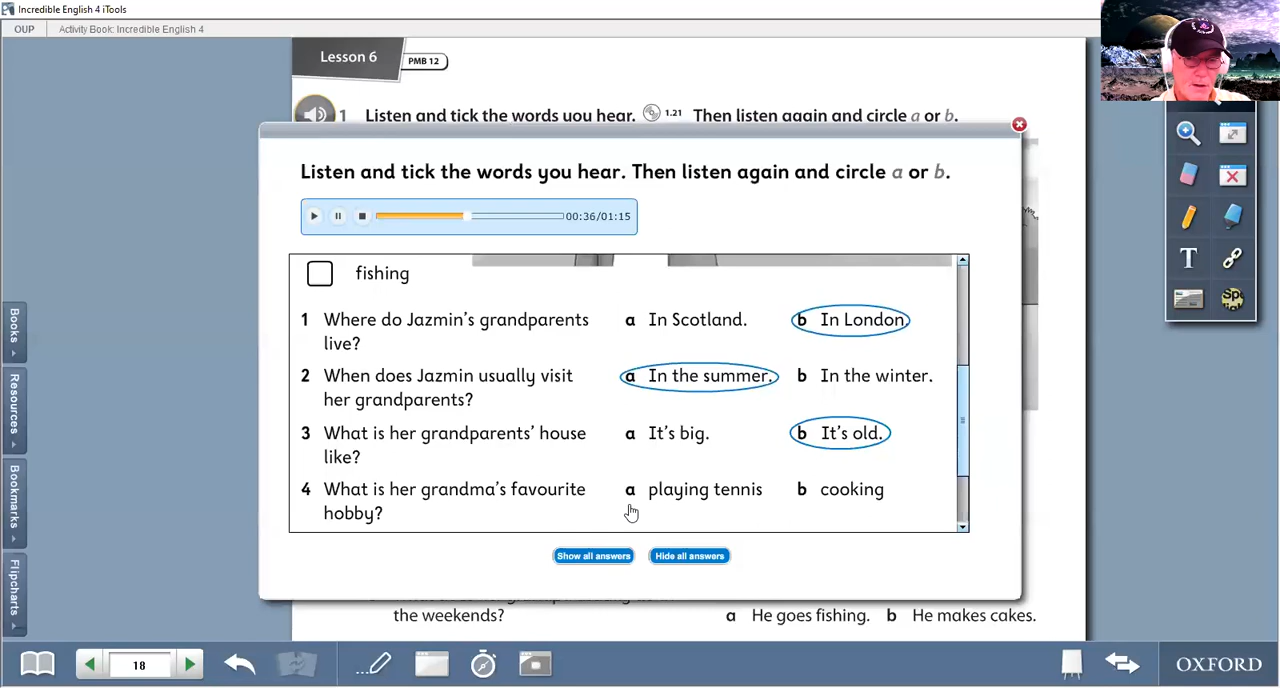 Incredible English 4 iTools
OUP
Activity Book: Incredible English 4
Lesson 6
PMB 12
1 Listen and tick the words you hear. 1.21 Then listen again and circle a or b.
Listen and tick the words you hear. Then listen again and circle a or b.
00:36/01:15
fishing
1 Where do Jazmin's grandparents live? a In Scotland. b In London.
2 When does Jazmin usually visit her grandparents? a In the summer. b In the winter.
3 What is her grandparents' house like? a It's big. b It's old.
4 What is her grandma's favourite hobby? a playing tennis b cooking
Show all answers
Hide all answers
the weekends? a He goes fishing. b He makes cakes.
Books
Resources
Bookmarks
Flipcharts
T
Sp
18
OXFORD